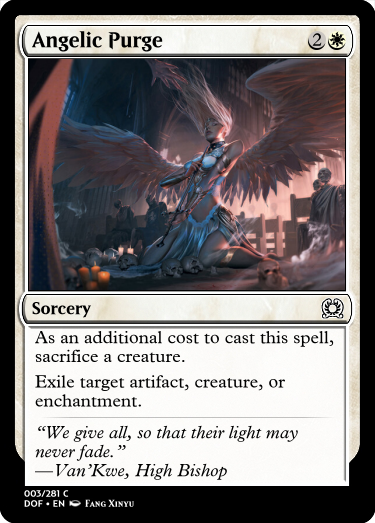 Angelic Purge 2
Sorcery
As an additional cost to cast this spell,
sacrifice a creature.
Exile target artifact, creature, or
enchantment.
“We give all, so that their light may
never fade.”
—Van’Kwe, High Bishop
003/281 C
DOF • EN Fang Xinyu